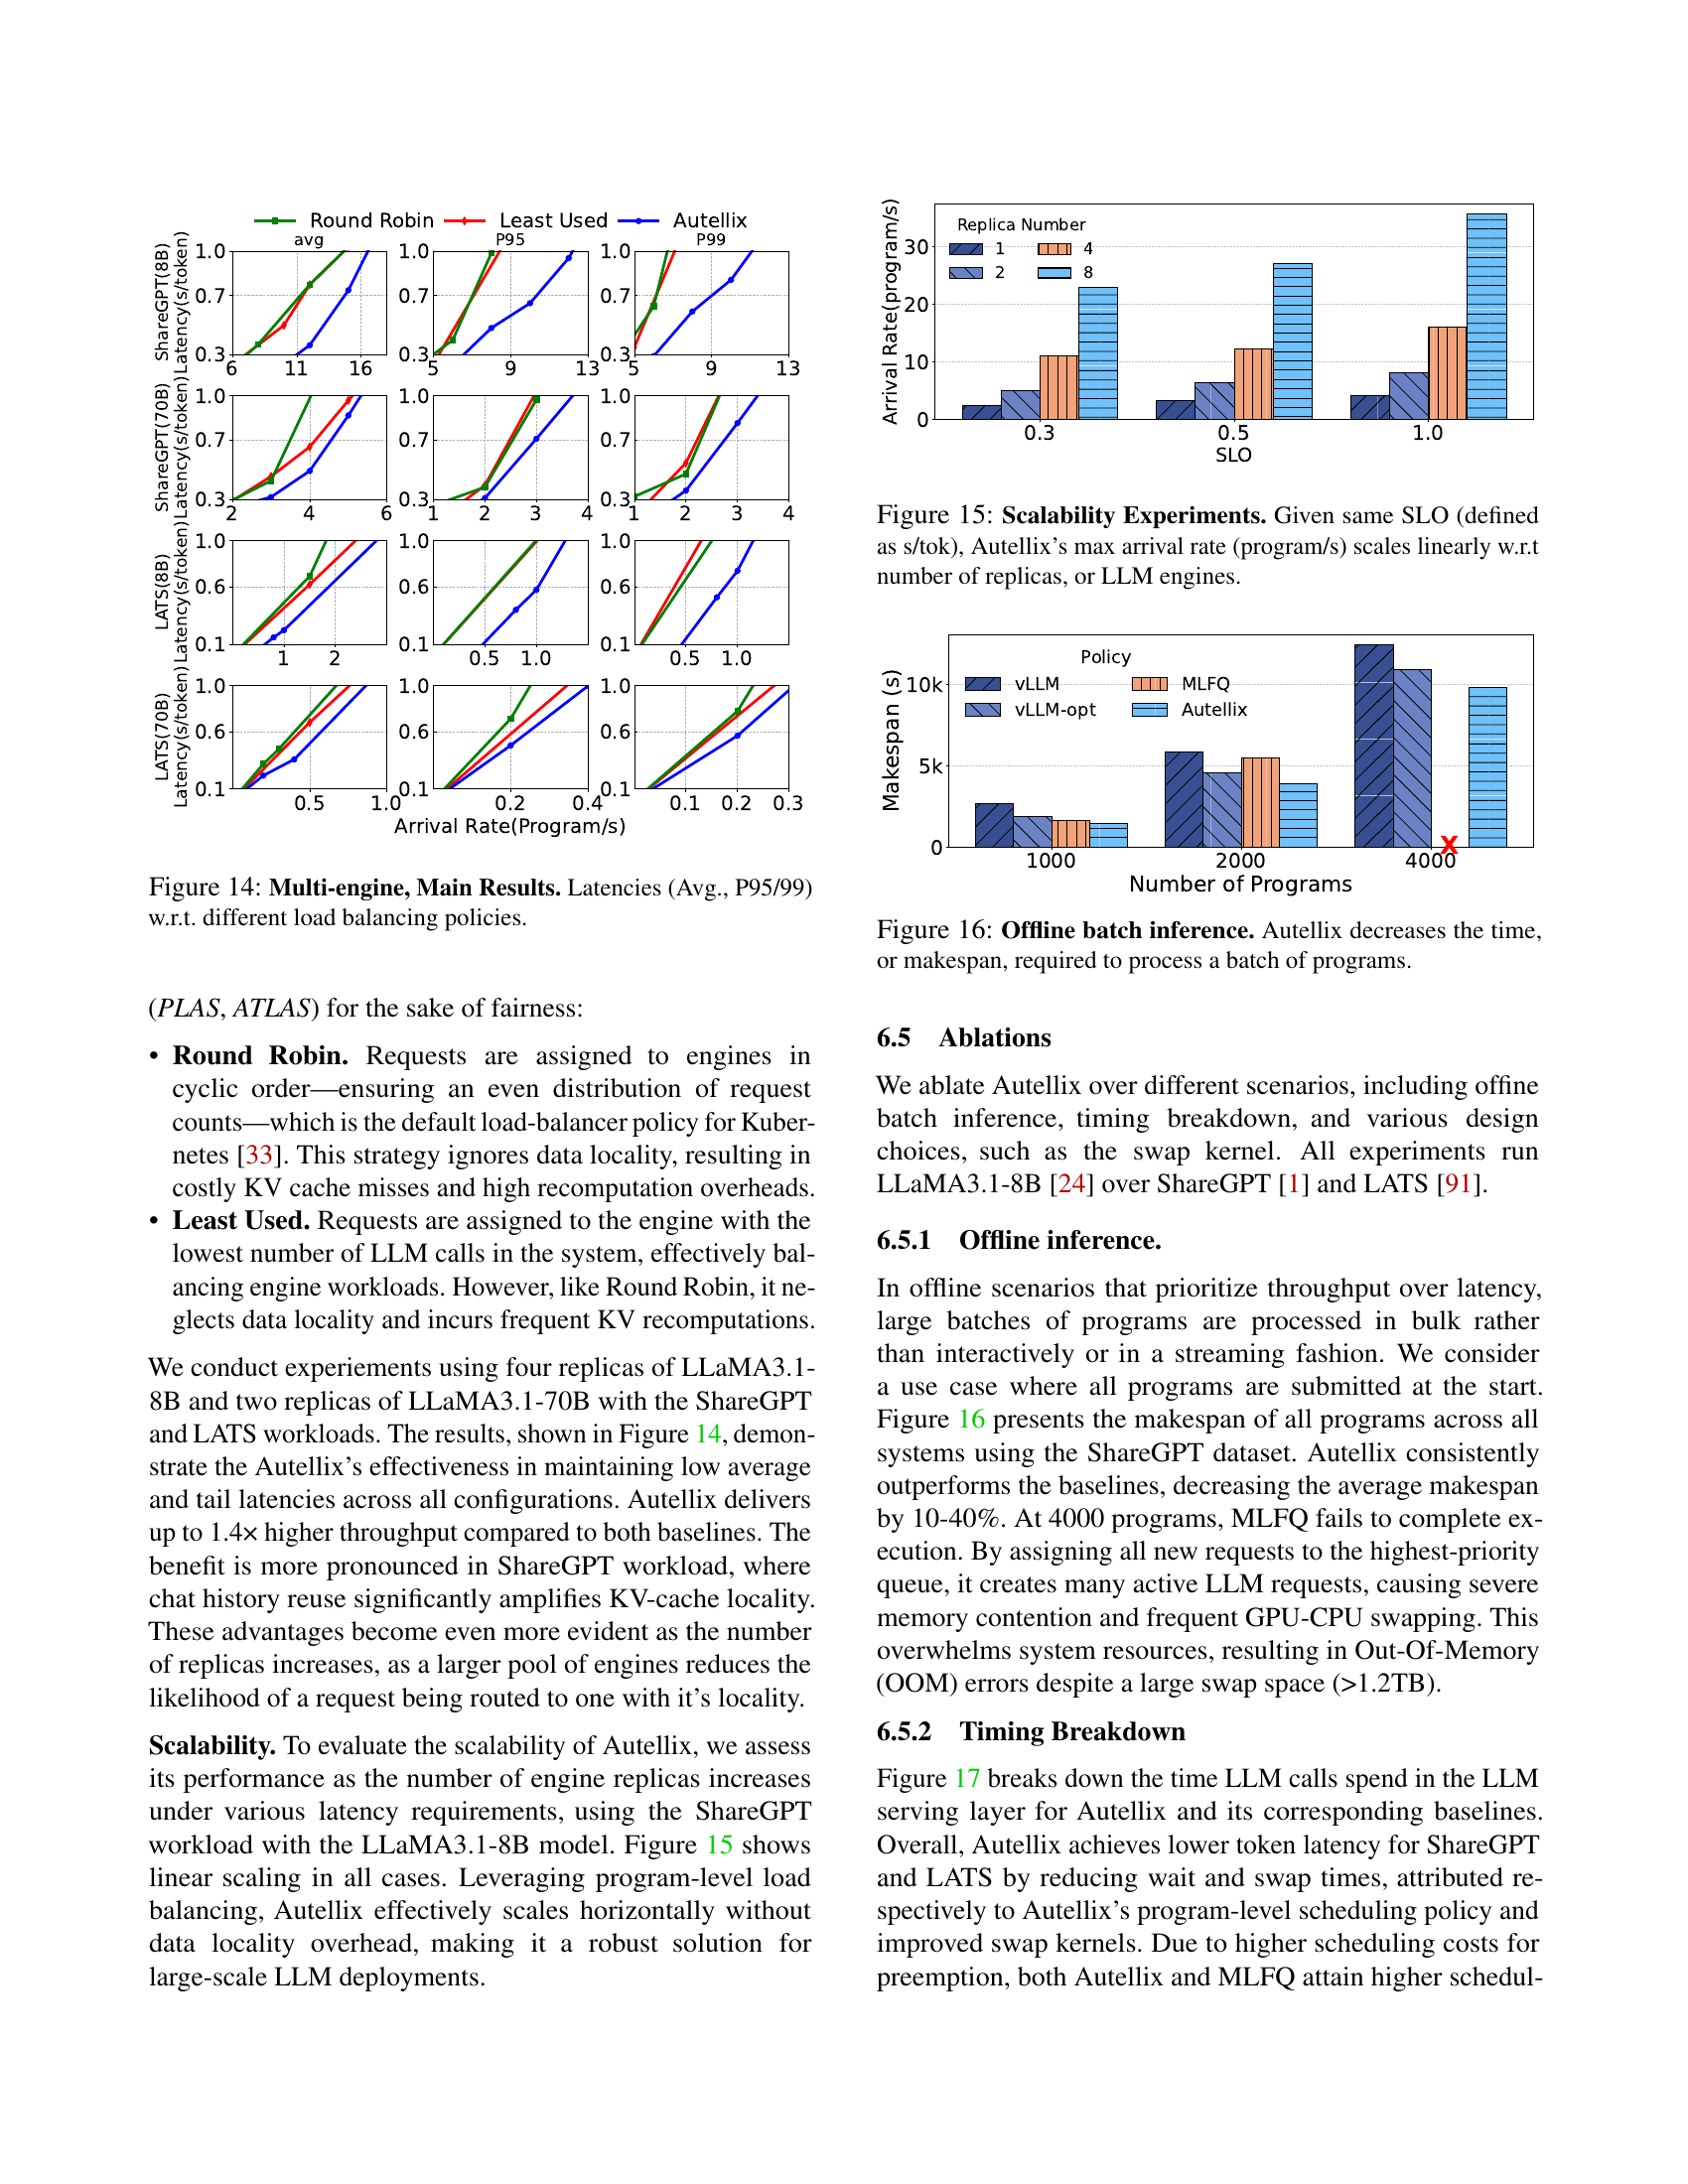 Round Robin Least Used Autellix
avg P95 P99
ShareGPT(8B)
Latency(s/token)
1.0 1.0 1.0
0.7 0.7 0.7
0.3 0.3 0.3
6 11 16 5 9 13 5 9 13
ShareGPT(70B)
Latency(s/token)
1.0 1.0 1.0
0.7 0.7 0.7
0.3 0.3 0.3
2 4 6 1 2 3 4 1 2 3 4
LATS(8B)
Latency(s/token)
1.0 1.0 1.0
0.6 0.6 0.6
0.1 0.1 0.1
1 2 0.5 1.0 0.5 1.0
LATS(70B)
Latency(s/token)
1.0 1.0 1.0
0.6 0.6 0.6
0.1 0.1 0.1
0.5 1.0 0.2 0.4 0.1 0.2 0.3
Arrival Rate(Program/s)
Figure 14: Multi-engine, Main Results. Latencies (Avg., P95/99)
w.r.t. different load balancing policies.
(PLAS, ATLAS) for the sake of fairness:
• Round Robin. Requests are assigned to engines in
cyclic order—ensuring an even distribution of request
counts—which is the default load-balancer policy for Kuber-
netes [33]. This strategy ignores data locality, resulting in
costly KV cache misses and high recomputation overheads.
• Least Used. Requests are assigned to the engine with the
lowest number of LLM calls in the system, effectively bal-
ancing engine workloads. However, like Round Robin, it ne-
glects data locality and incurs frequent KV recomputations.
We conduct experiements using four replicas of LLaMA3.1-
8B and two replicas of LLaMA3.1-70B with the ShareGPT
and LATS workloads. The results, shown in Figure 14, demon-
strate the Autellix's effectiveness in maintaining low average
and tail latencies across all configurations. Autellix delivers
up to 1.4× higher throughput compared to both baselines. The
benefit is more pronounced in ShareGPT workload, where
chat history reuse significantly amplifies KV-cache locality.
These advantages become even more evident as the number
of replicas increases, as a larger pool of engines reduces the
likelihood of a request being routed to one with it's locality.
Scalability. To evaluate the scalability of Autellix, we assess
its performance as the number of engine replicas increases
under various latency requirements, using the ShareGPT
workload with the LLaMA3.1-8B model. Figure 15 shows
linear scaling in all cases. Leveraging program-level load
balancing, Autellix effectively scales horizontally without
data locality overhead, making it a robust solution for
large-scale LLM deployments.
Arrival Rate(program/s)
Replica Number
1 4
2 8
30
20
10
0
0.3 0.5 1.0
SLO
Figure 15: Scalability Experiments. Given same SLO (defined
as s/tok), Autellix's max arrival rate (program/s) scales linearly w.r.t
number of replicas, or LLM engines.
Makespan (s)
Policy
vLLM MLFQ
vLLM-opt Autellix
10k
5k
0
X
1000 2000 4000
Number of Programs
Figure 16: Offline batch inference. Autellix decreases the time,
or makespan, required to process a batch of programs.
6.5 Ablations
We ablate Autellix over different scenarios, including offine
batch inference, timing breakdown, and various design
choices, such as the swap kernel. All experiments run
LLaMA3.1-8B [24] over ShareGPT [1] and LATS [91].
6.5.1 Offline inference.
In offline scenarios that prioritize throughput over latency,
large batches of programs are processed in bulk rather
than interactively or in a streaming fashion. We consider
a use case where all programs are submitted at the start.
Figure 16 presents the makespan of all programs across all
systems using the ShareGPT dataset. Autellix consistently
outperforms the baselines, decreasing the average makespan
by 10-40%. At 4000 programs, MLFQ fails to complete ex-
ecution. By assigning all new requests to the highest-priority
queue, it creates many active LLM requests, causing severe
memory contention and frequent GPU-CPU swapping. This
overwhelms system resources, resulting in Out-Of-Memory
(OOM) errors despite a large swap space (>1.2TB).
6.5.2 Timing Breakdown
Figure 17 breaks down the time LLM calls spend in the LLM
serving layer for Autellix and its corresponding baselines.
Overall, Autellix achieves lower token latency for ShareGPT
and LATS by reducing wait and swap times, attributed re-
spectively to Autellix's program-level scheduling policy and
improved swap kernels. Due to higher scheduling costs for
preemption, both Autellix and MLFQ attain higher schedul-